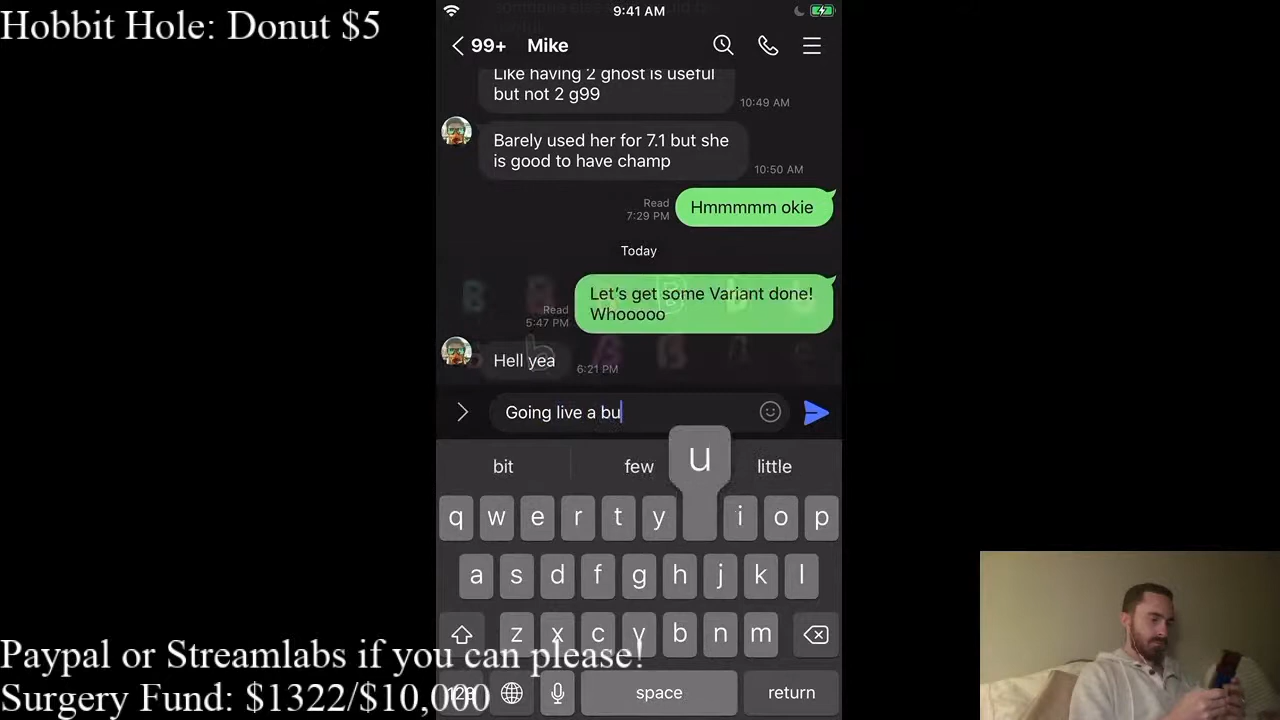 Hobbit Hole: Donut $5
9:41 AM
99+ Mike
Like having 2 ghost is useful
but not 2 g99
10:49 AM
Barely used her for 7.1 but she
is good to have champ
10:50 AM
Read
7:29 PM
Hmmmmm okie
Today
Let's get some Variant done!
Whooooo
Read
5:47 PM
Hell yea
6:21 PM
Going live a bu
bit few little
u
q w e r t y i o p
a s d f g h j k l
z x c v b n m
123 space return
Paypal or Streamlabs if you can please!
Surgery Fund: $1322/$10,000